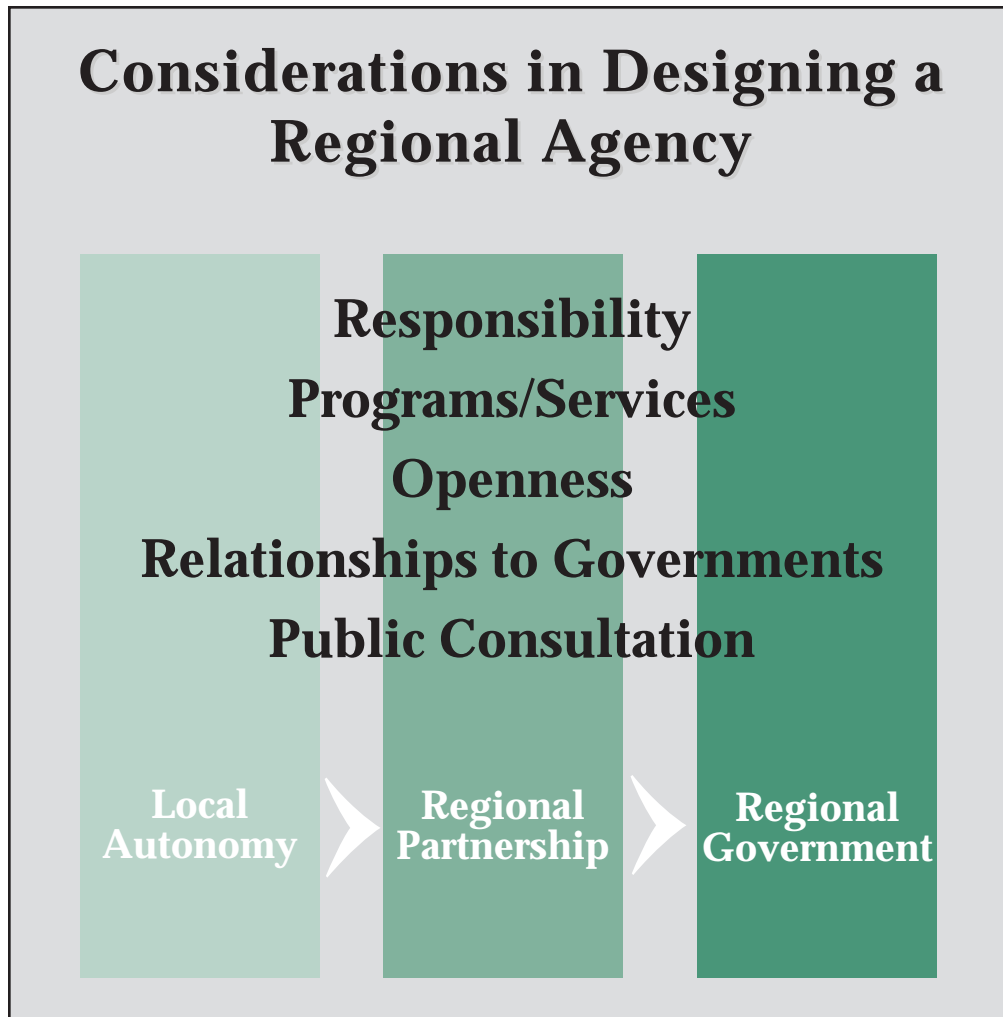 Considerations in Designing a
Regional Agency
Responsibility
Programs/Services
Openness
Relationships to Governments
Public Consultation
Local
Autonomy
Regional
Partnership
Regional
Government